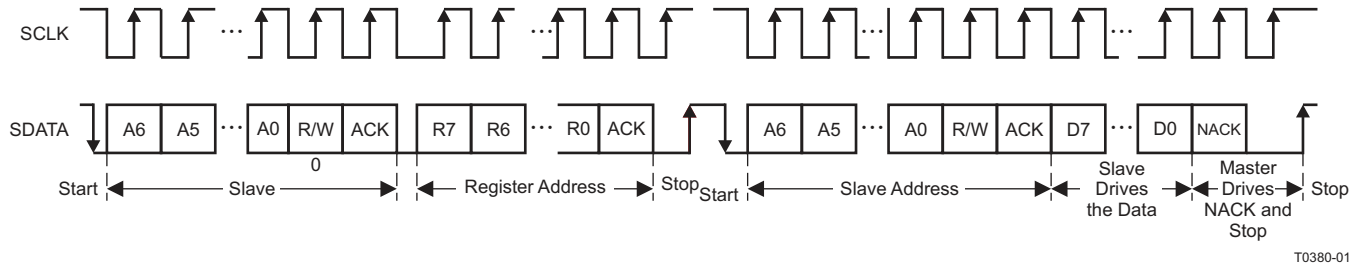 SCLK ... ... ... ...
SDATA A6 A5 ... A0 R/W ACK R7 R6 ... R0 ACK A6 A5 ... A0 R/W ACK D7 ... D0 NACK
0
Start Slave Register Address Stop Start Slave Address Slave Drives the Data Master Drives NACK and Stop Stop
T0380-01